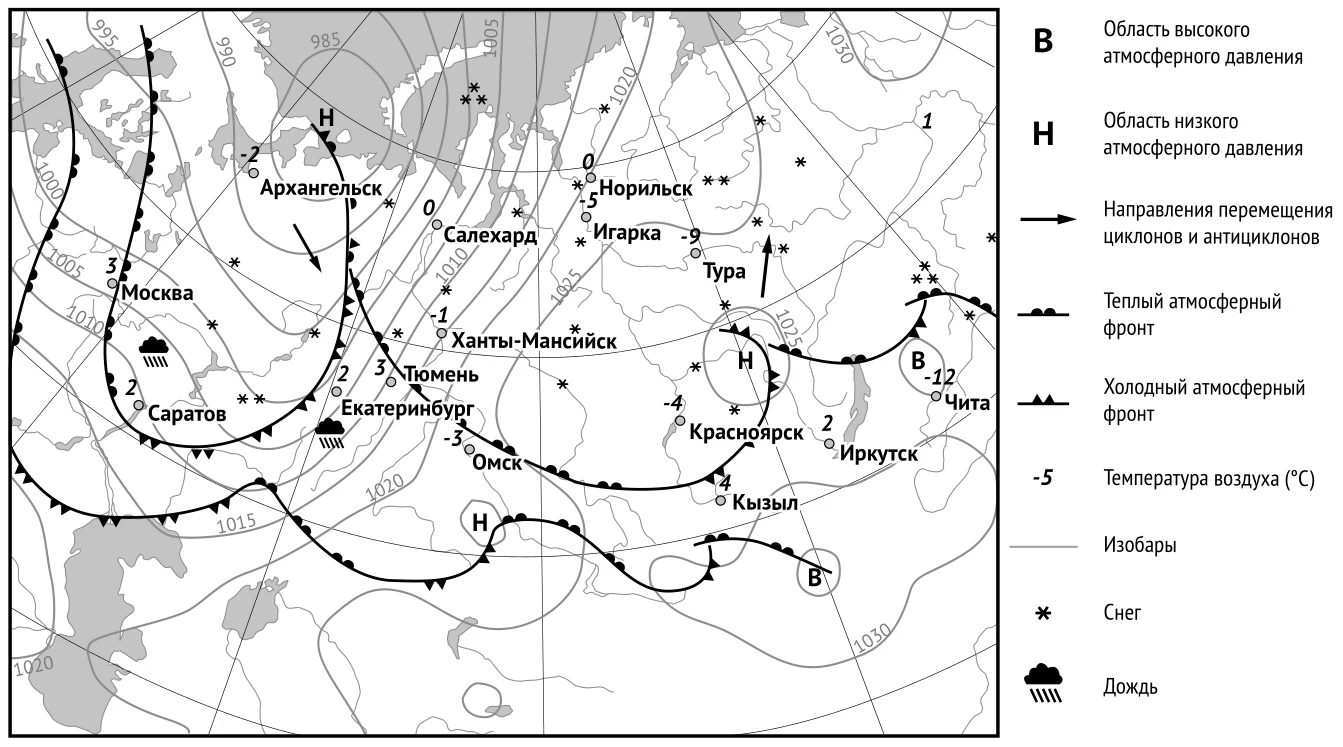 995
990
985
1005
1020
1030
1
Н
-2
Архангельск
0
Норильск
-5
Игарка
1000
0
Салехард
-9
Тура
1005
3
Москва
1010
1025
1010
-1
Ханты-Мансийск
1025
Н
В
-12
Чита
2
Саратов
2
Екатеринбург
3
Тюмень
-4
Красноярск
2
Иркутск
-3
Омск
4
Кызыл
1020
1015
Н
В
1030
1020
В
Область высокого
атмосферного давления
Н
Область низкого
атмосферного давления
Направления перемещения
циклонов и антициклонов
Теплый атмосферный
фронт
Холодный атмосферный
фронт
-5
Температура воздуха (°С)
Изобары
Снег
Дождь